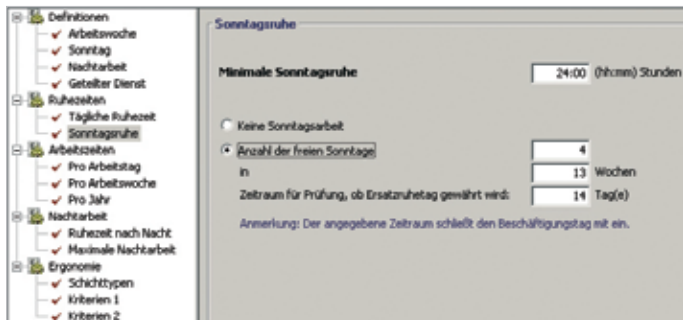 Definitionen
Arbeitswoche
Sonntag
Nachtarbeit
Geteilter Dienst
Ruhezeiten
Tägliche Ruhezeit
Sonntagsruhe
Arbeitszeiten
Pro Arbeitstag
Pro Arbeitswoche
Pro Jahr
Nachtarbeit
Ruhezeit nach Nacht
Maximale Nachtarbeit
Ergonomie
Schichttypen
Kriterien 1
Kriterien 2
Sonntagsruhe
Minimale Sonntagsruhe 24:00 (hh:mm) Stunden
Keine Sonntagsarbeit
Anzahl der freien Sonntage 4
in 13 Wochen
Zeitraum für Prüfung, ob Ersatzruhetag gewährt wird: 14 Tag(e)
Anmerkung: Der angegebene Zeitraum schließt den Beschäftigungstag mit ein.